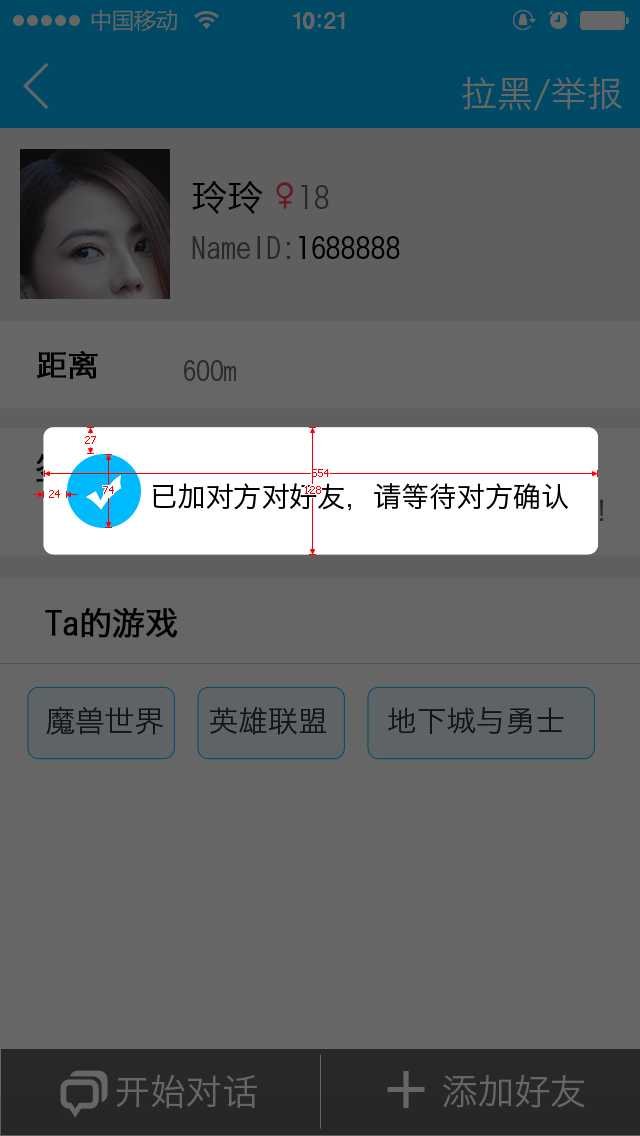 中国移动 10:21
拉黑/举报
玲玲 ♀18
NameID:1688888
距离 600m
27
554
24 74 128
已加对方对好友，请等待对方确认
!
Ta的游戏
魔兽世界 英雄联盟 地下城与勇士
开始对话 添加好友